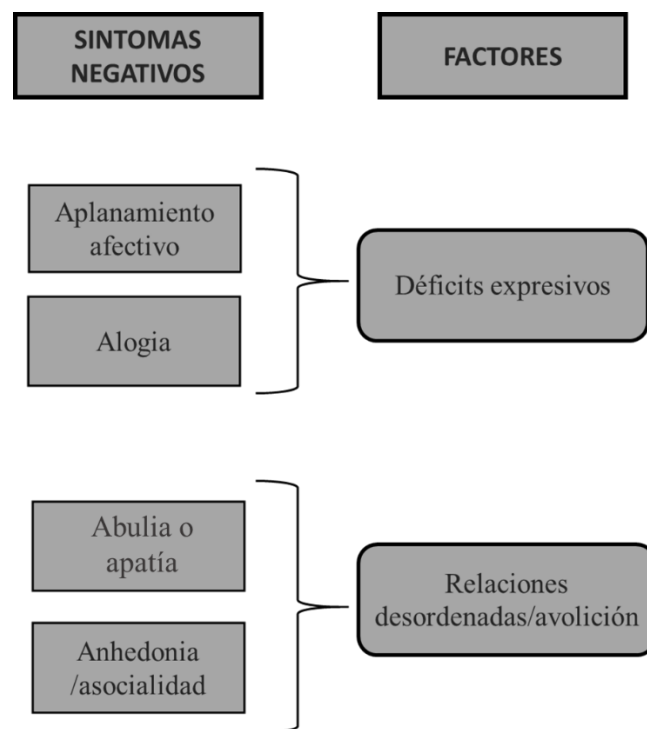 SINTOMAS
NEGATIVOS
FACTORES
Aplanamiento
afectivo
Alogia
Déficits expresivos
Abulia o
apatía
Anhedonia
/asocialidad
Relaciones
desordenadas/avolición